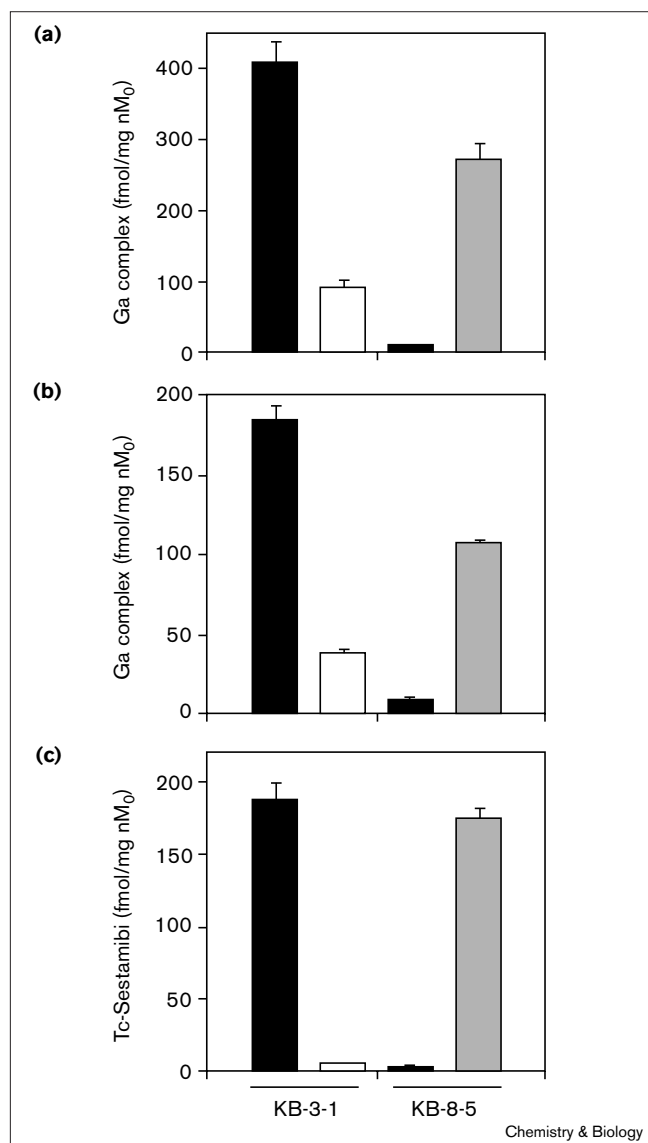 (a)
Ga complex (fmol/mg nM₀)
400
300
200
100
0
(b)
Ga complex (fmol/mg nM₀)
200
150
100
50
0
(c)
Tc-Sestamibi (fmol/mg nM₀)
200
150
100
50
0
KB-3-1 KB-8-5
Chemistry & Biology